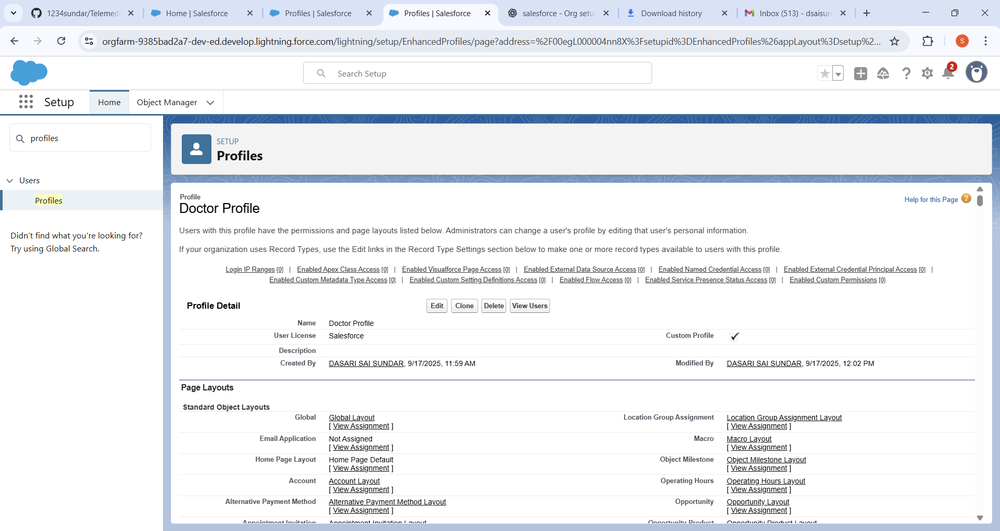 1234sundar/Telemed
Home | Salesforce
Profiles | Salesforce
Profiles | Salesforce
salesforce - Org setu
Download history
Inbox (513) - dsaisun
orgfarm-9385bad2a7-dev-ed.develop.lightning.force.com/lightning/setup/EnhancedProfiles/page?address=%2F00egL000004nn8X%3Fsetupid%3DEnhancedProfiles%26appLayout%3Dsetup%2...
S
Search Setup
2
Setup
Home
Object Manager
profiles
Users
Profiles
Didn't find what you're looking for?
Try using Global Search.
SETUP
Profiles
Profile
Doctor Profile
Help for this Page ?
Users with this profile have the permissions and page layouts listed below. Administrators can change a user's profile by editing that user's personal information.
If your organization uses Record Types, use the Edit links in the Record Type Settings section below to make one or more record types available to users with this profile.
Login IP Ranges [0] | Enabled Apex Class Access [0] | Enabled Visualforce Page Access [0] | Enabled External Data Source Access [0] | Enabled Named Credential Access [0] | Enabled External Credential Principal Access [0] |
Enabled Custom Metadata Type Access [0] | Enabled Custom Setting Definitions Access [0] | Enabled Flow Access [0] | Enabled Service Presence Status Access [0] | Enabled Custom Permissions [0]
Profile Detail
Edit Clone Delete View Users
Name Doctor Profile
User License Salesforce Custom Profile
Description
Created By DASARI SAI SUNDAR, 9/17/2025, 11:59 AM Modified By DASARI SAI SUNDAR, 9/17/2025, 12:02 PM
Page Layouts
Standard Object Layouts
Global Global Layout Location Group Assignment Location Group Assignment Layout
[ View Assignment ] [ View Assignment ]
Email Application Not Assigned Macro Macro Layout
[ View Assignment ] [ View Assignment ]
Home Page Layout Home Page Default Object Milestone Object Milestone Layout
[ View Assignment ] [ View Assignment ]
Account Account Layout Operating Hours Operating Hours Layout
[ View Assignment ] [ View Assignment ]
Alternative Payment Method Alternative Payment Method Layout Opportunity Opportunity Layout
[ View Assignment ] [ View Assignment ]
Appointment Invitation Appointment Invitation Layout Opportunity Product Opportunity Product Layout